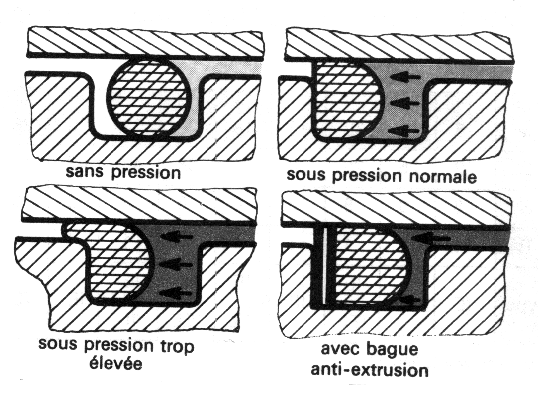 sans pression
sous pression normale
sous pression trop
élevée
avec bague
anti-extrusion